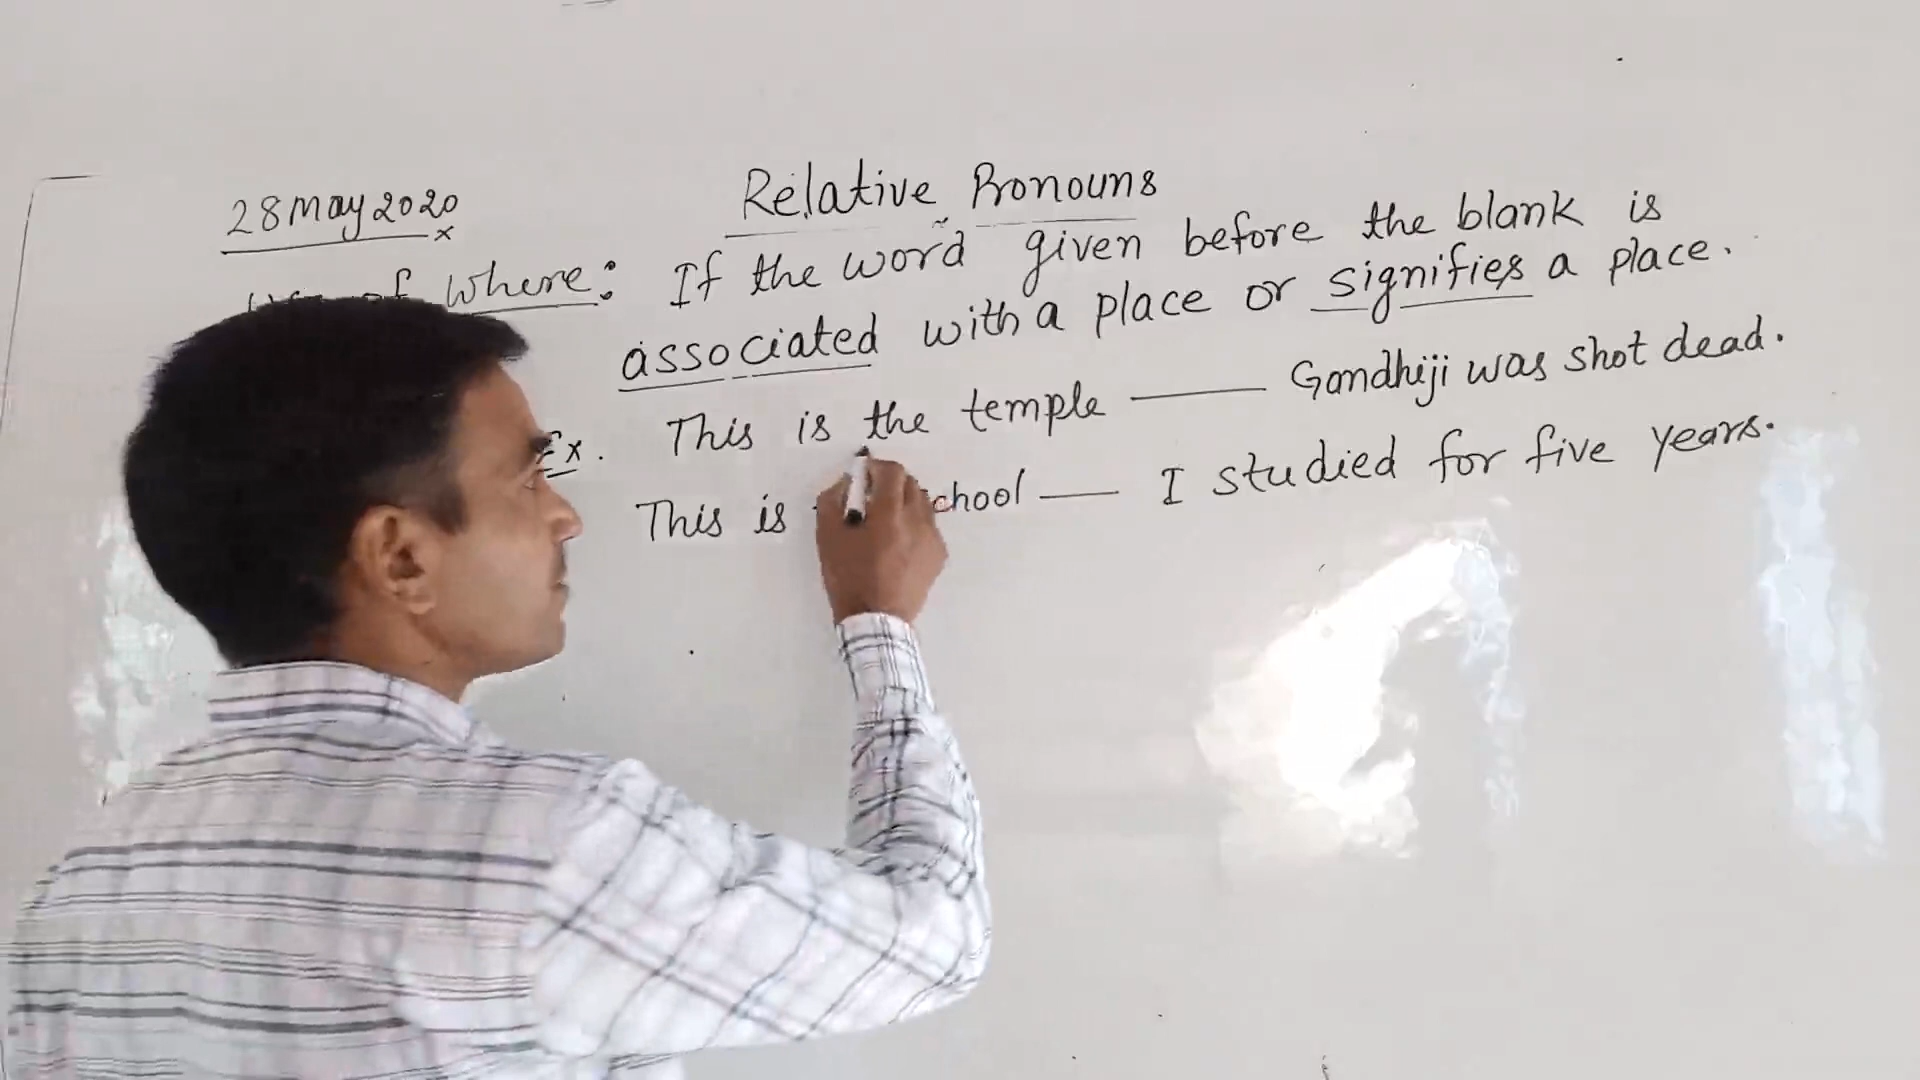 Relative Pronouns
28 May 2020
Use of Where: If the word given before the blank is
associated with a place or signifies a place.
Ex. This is the temple ——— Gandhiji was shot dead.
This is school —— I studied for five years.